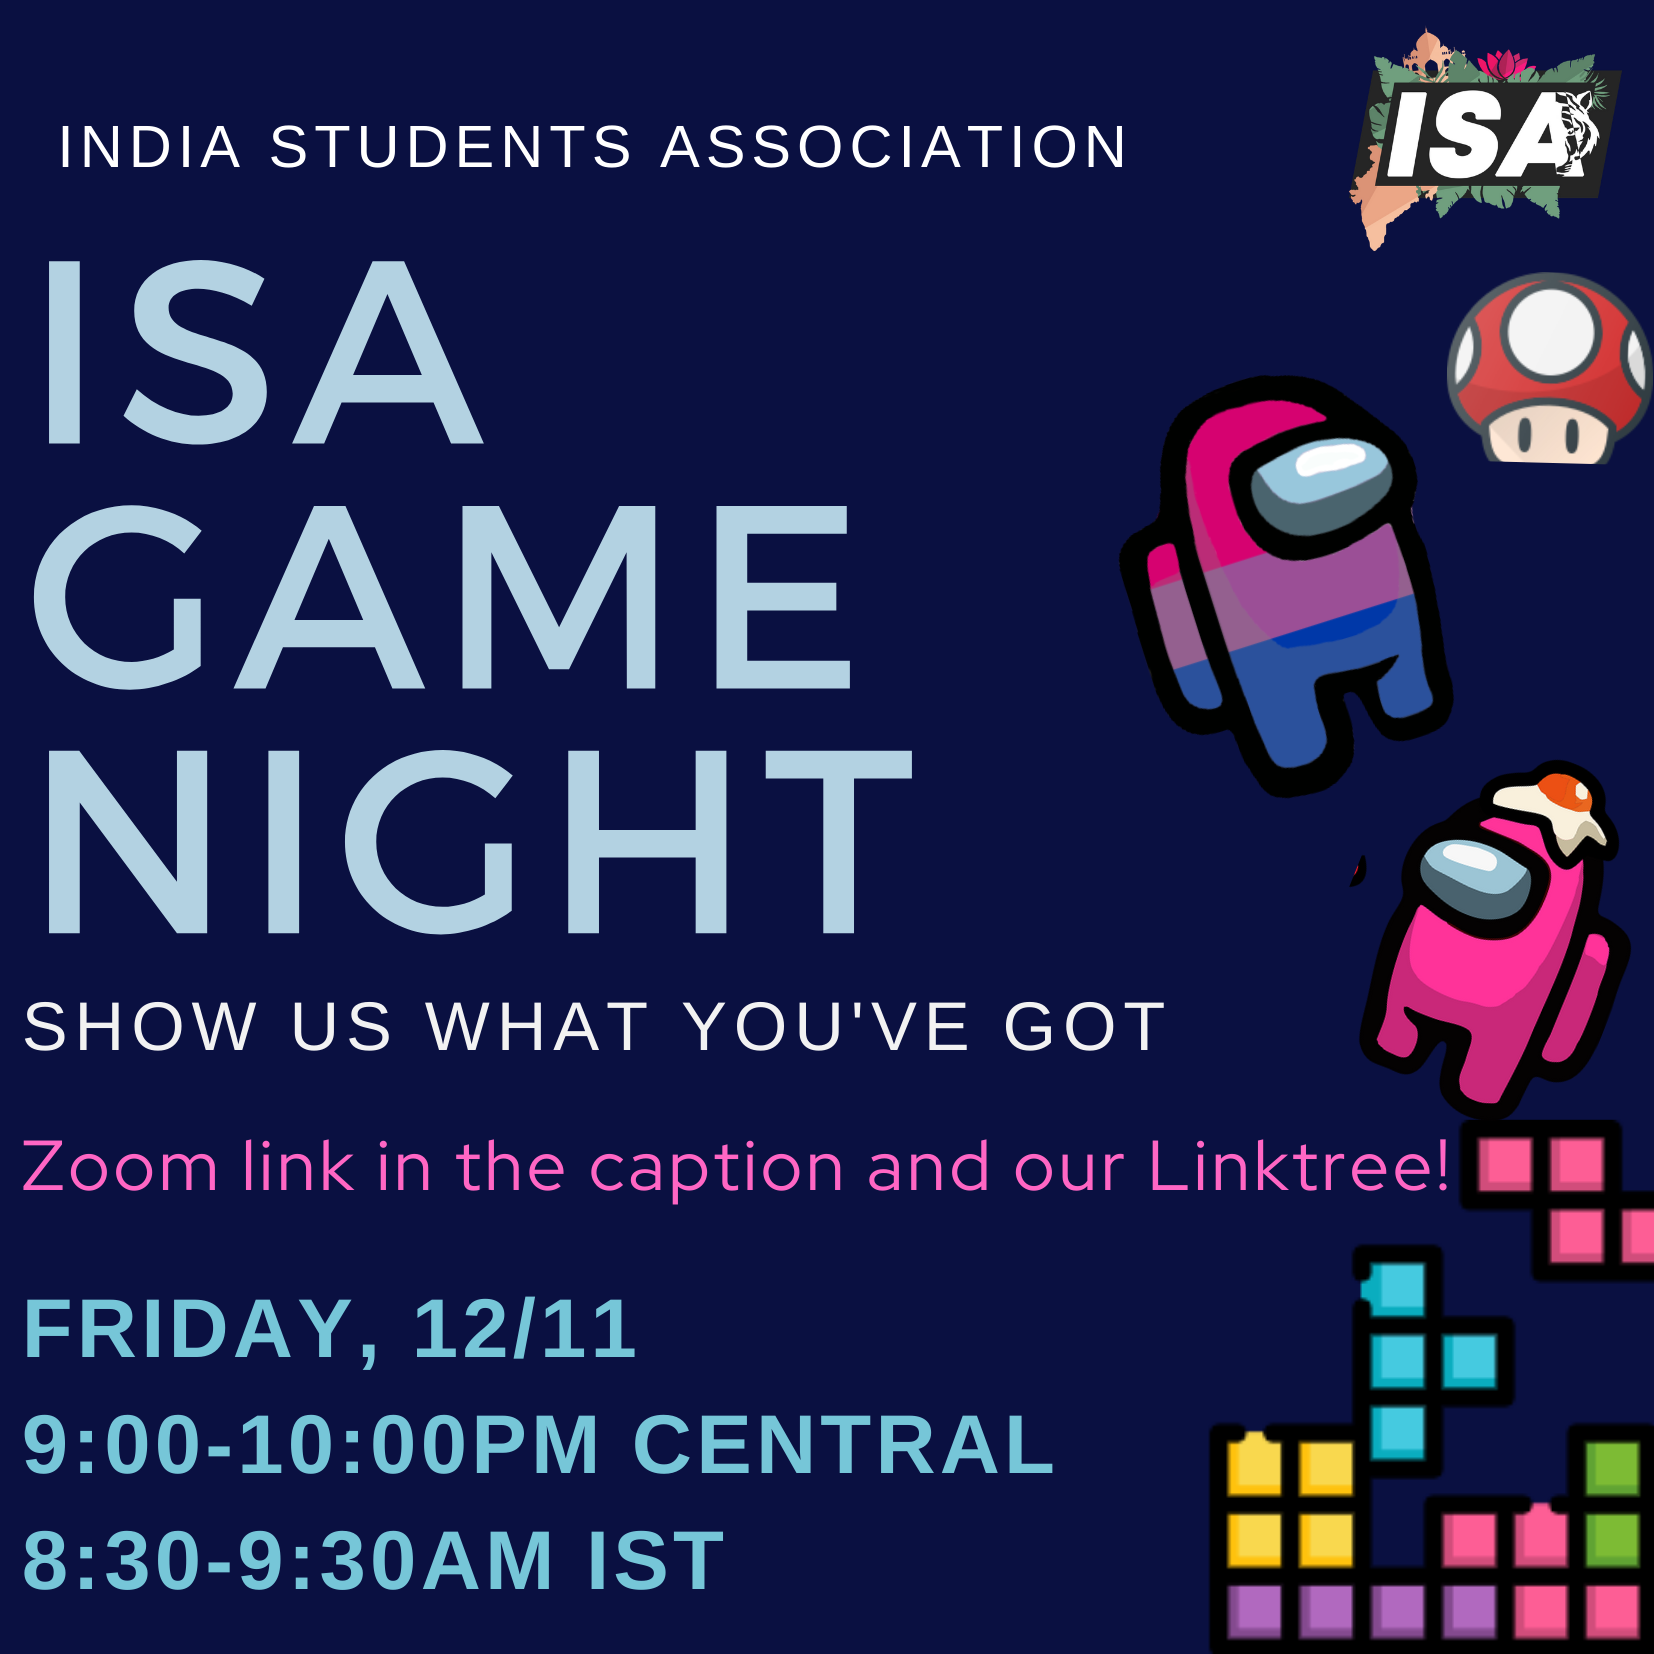 INDIA STUDENTS ASSOCIATION
ISA
ISA
GAME
NIGHT
SHOW US WHAT YOU'VE GOT
Zoom link in the caption and our Linktree!
FRIDAY, 12/11
9:00-10:00PM CENTRAL
8:30-9:30AM IST